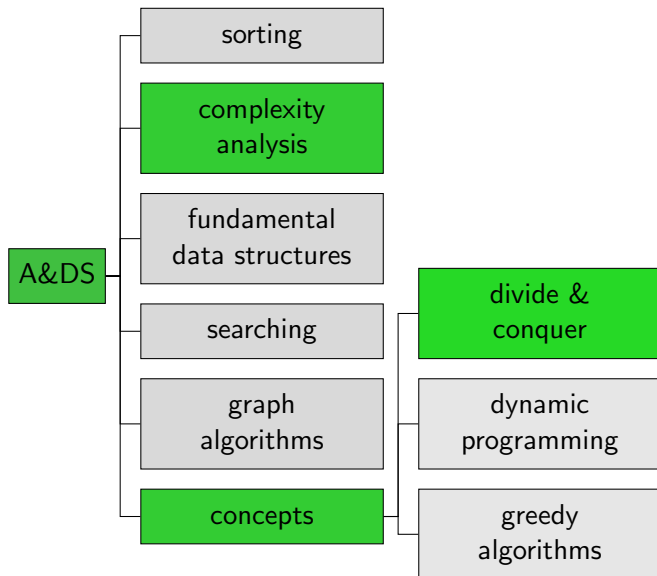 sorting
complexity
analysis
fundamental
data structures
A&DS
searching
divide &
conquer
graph
algorithms
dynamic
programming
concepts
greedy
algorithms